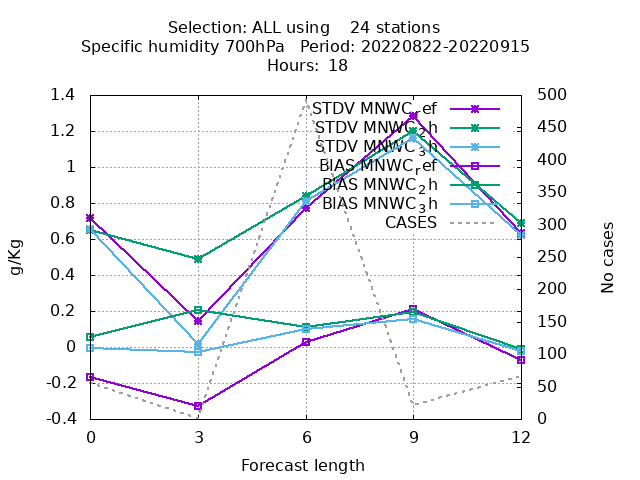 Selection: ALL using    24 stations
Specific humidity 700hPa   Period: 20220822-20220915
Hours: 18
STDV MNWC_ref
STDV MNWC_2h
STDV MNWC_3h
BIAS MNWC_ref
BIAS MNWC_2h
BIAS MNWC_3h
CASES
1.4
1.2
1
0.8
0.6
0.4
0.2
0
-0.2
-0.4
g/Kg
500
450
400
350
300
250
200
150
100
50
0
No cases
0 3 6 9 12
Forecast length